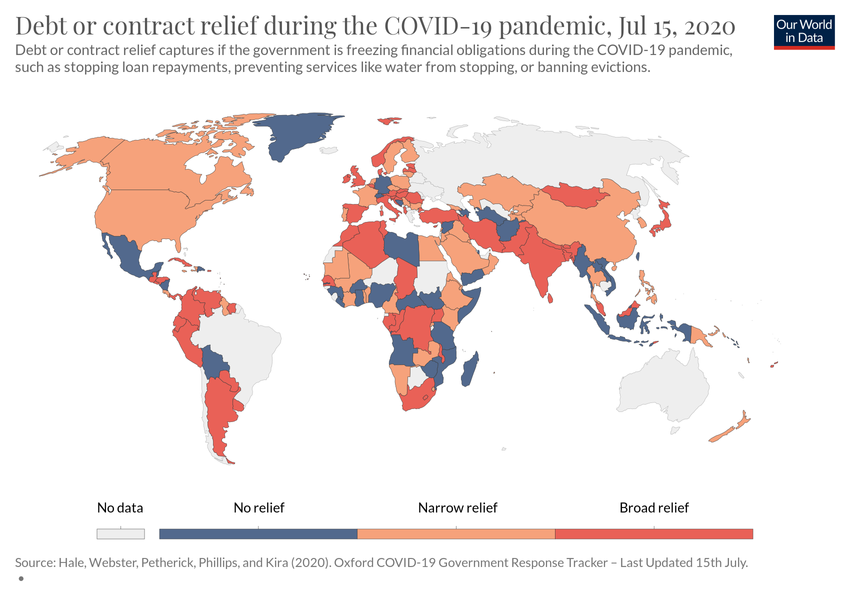 Debt or contract relief during the COVID-19 pandemic, Jul 15, 2020
Our World
in Data
Debt or contract relief captures if the government is freezing financial obligations during the COVID-19 pandemic,
such as stopping loan repayments, preventing services like water from stopping, or banning evictions.
No data
No relief
Narrow relief
Broad relief
Source: Hale, Webster, Petherick, Phillips, and Kira (2020). Oxford COVID-19 Government Response Tracker – Last Updated 15th July.
•